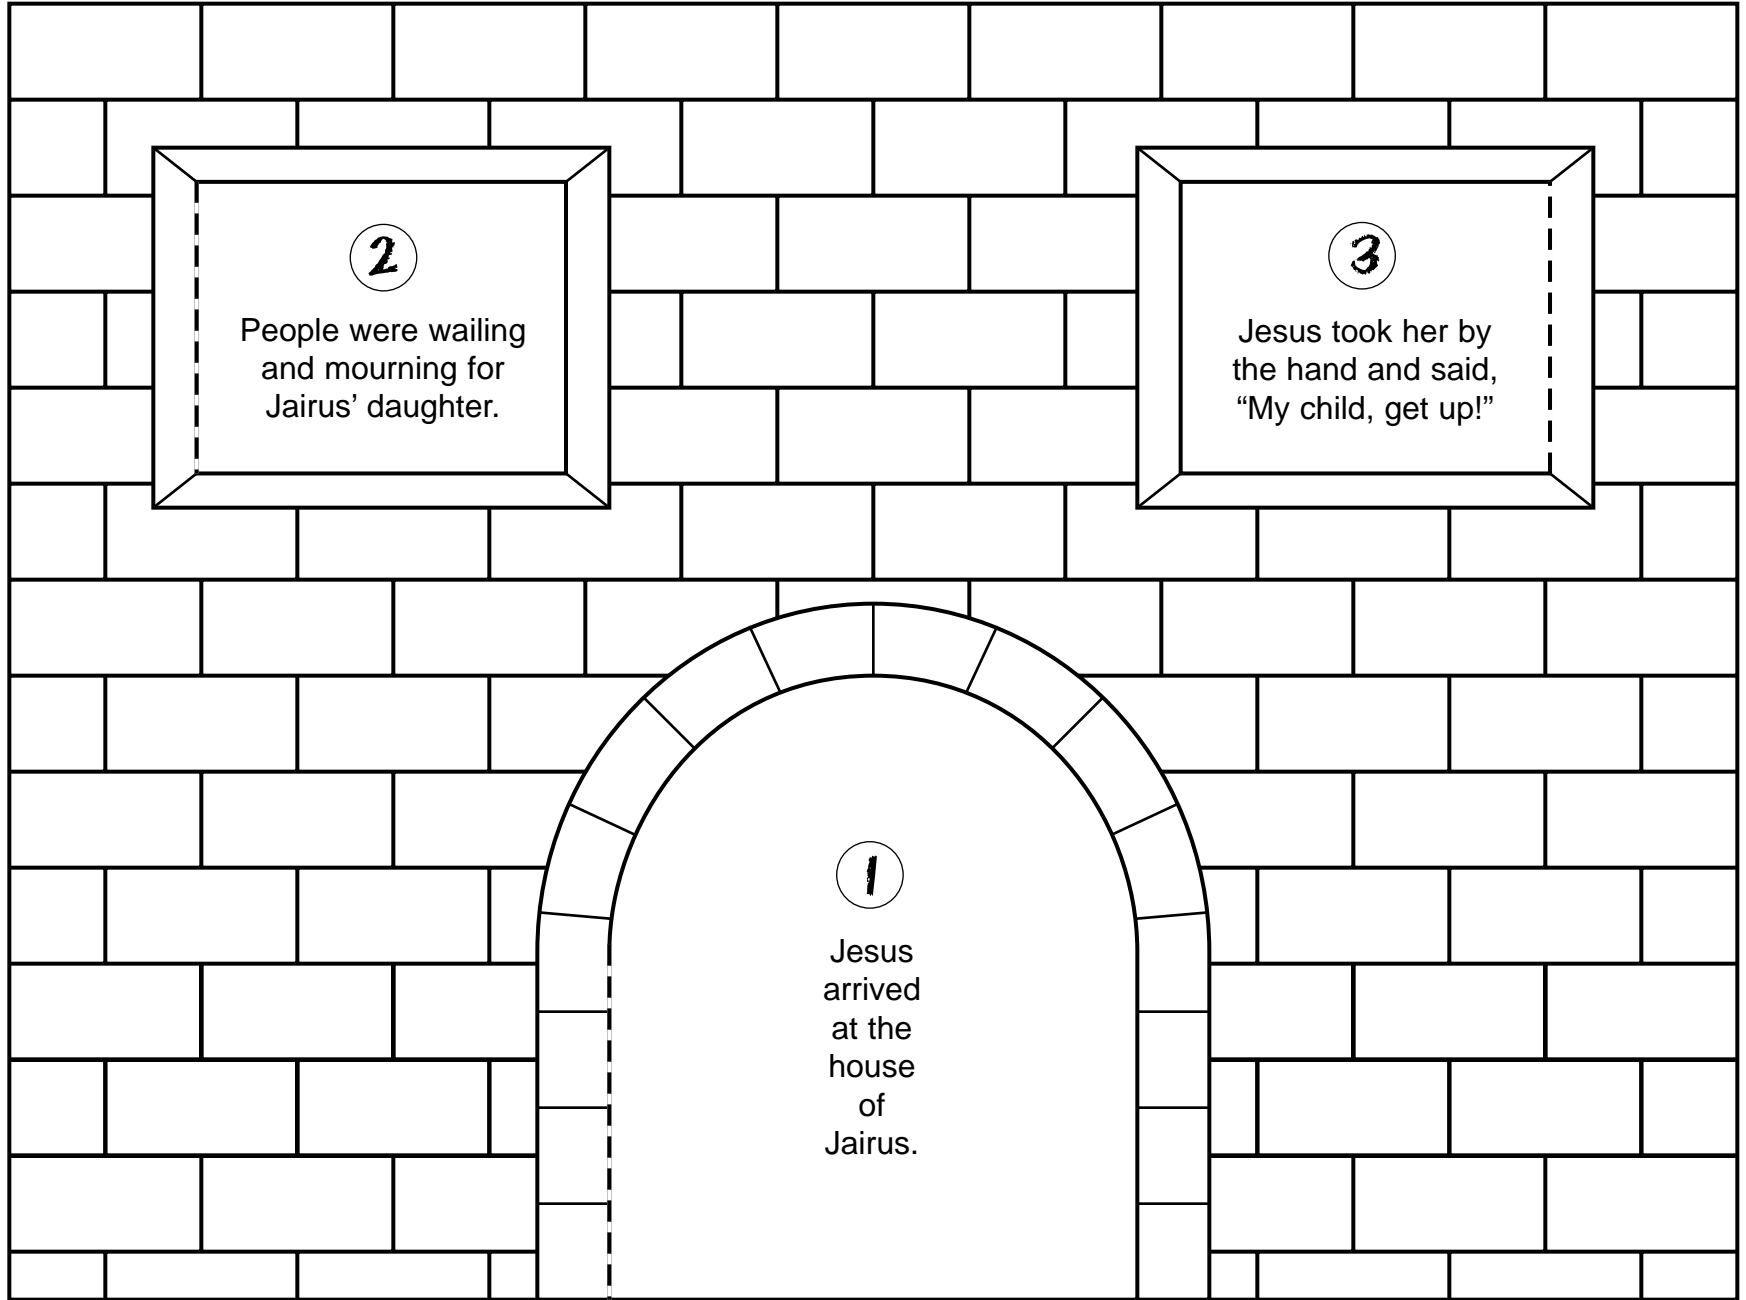 2
People were wailing
and mourning for
Jairus’ daughter.
3
Jesus took her by
the hand and said,
“My child, get up!”
1
Jesus
arrived
at the
house
of
Jairus.